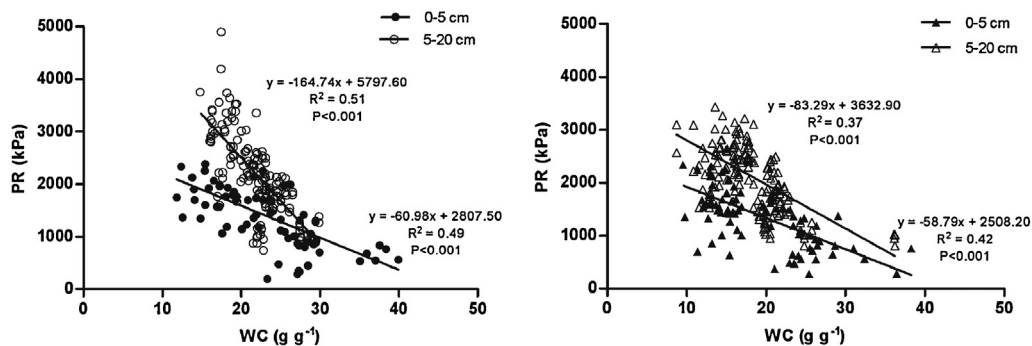 0-5 cm
5-20 cm
5000
4000
3000
2000
1000
0
PR (kPa)
y = -164.74x + 5797.60
R² = 0.51
P<0.001
y = -60.98x + 2807.50
R² = 0.49
P<0.001
0 10 20 30 40 50
WC (g g⁻¹)
0-5 cm
5-20 cm
5000
4000
3000
2000
1000
0
PR (kPa)
y = -83.29x + 3632.90
R² = 0.37
P<0.001
y = -58.79x + 2508.20
R² = 0.42
P<0.001
0 10 20 30 40 50
WC (g g⁻¹)